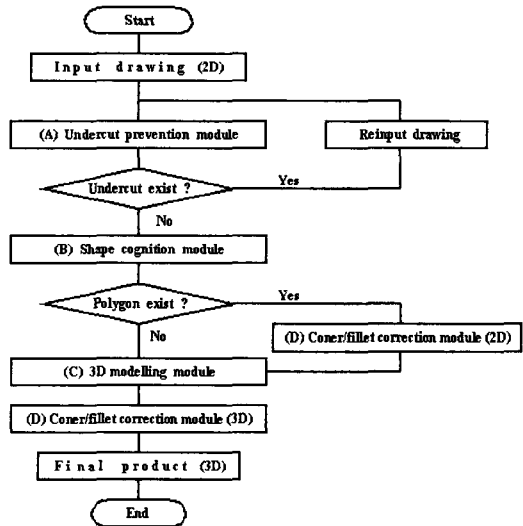 Start
Input drawing (2D)
(A) Undercut prevention module
Reinput drawing
Undercut exist ?
Yes
No
(B) Shape cognition module
Polygon exist ?
Yes
(D) Coner/fillet correction module (2D)
No
(C) 3D modelling module
(D) Coner/fillet correction module (3D)
Final product (3D)
End